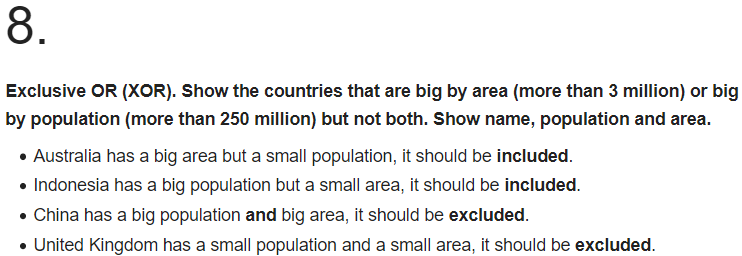 8.
Exclusive OR (XOR). Show the countries that are big by area (more than 3 million) or big
by population (more than 250 million) but not both. Show name, population and area.
• Australia has a big area but a small population, it should be included.
• Indonesia has a big population but a small area, it should be included.
• China has a big population and big area, it should be excluded.
• United Kingdom has a small population and a small area, it should be excluded.